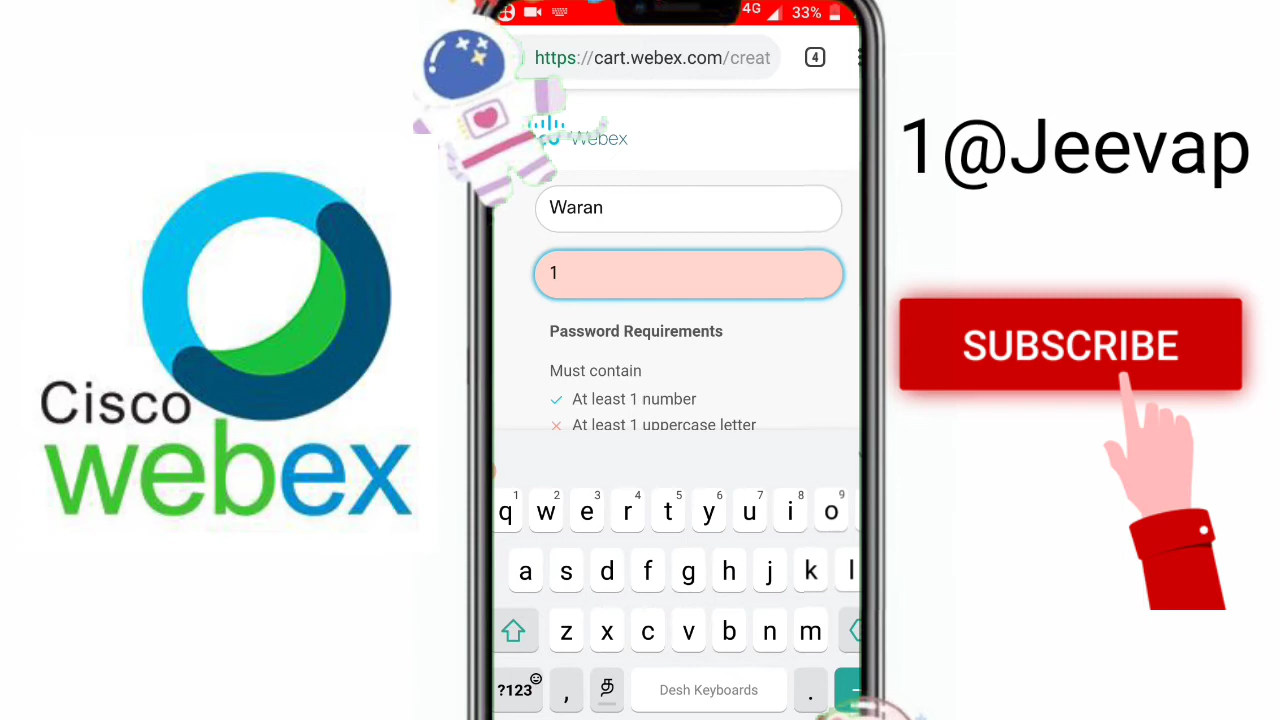 4G 33%
https://cart.webex.com/creat
4
Webex
1@Jeevap
Waran
1
SUBSCRIBE
Password Requirements
Must contain
At least 1 number
At least 1 uppercase letter
Cisco
webex
1 2 3 4 5 6 7 8 9
q w e r t y u i o
a s d f g h j k l
z x c v b n m
?123 , த Desh Keyboards .